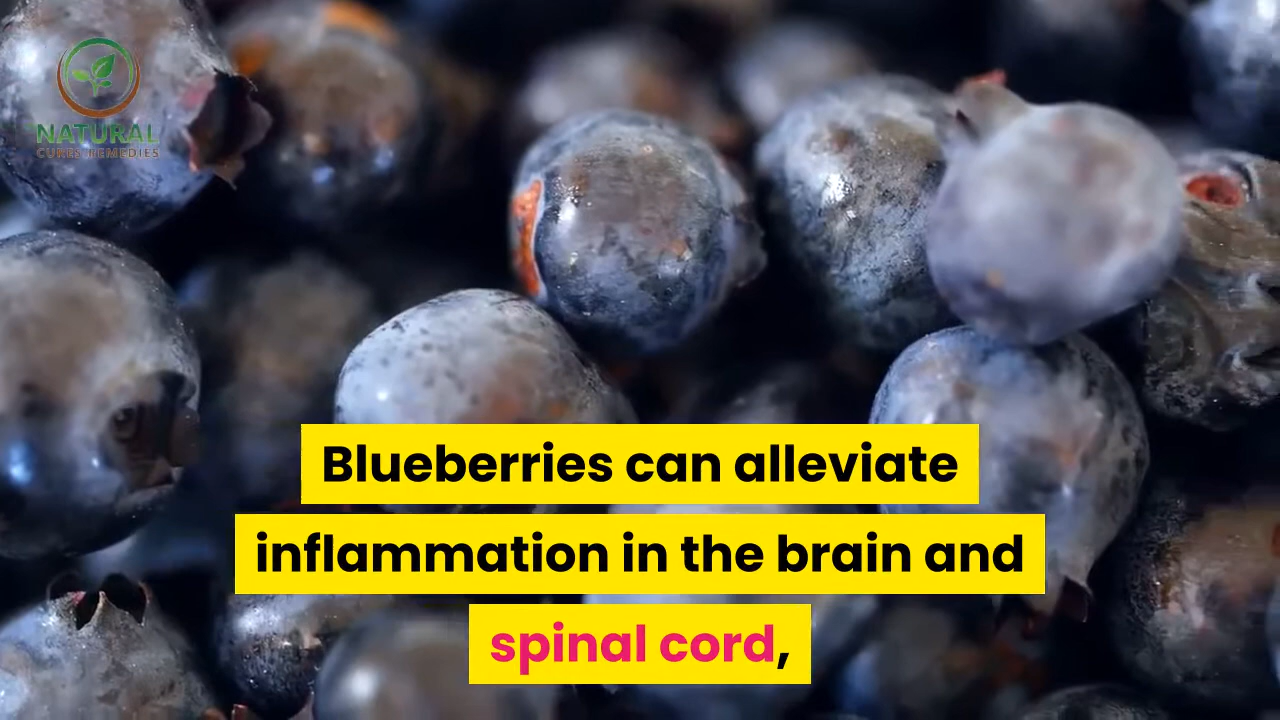 NATURAL
CURES REMEDIES
Blueberries can alleviate
inflammation in the brain and
spinal cord,